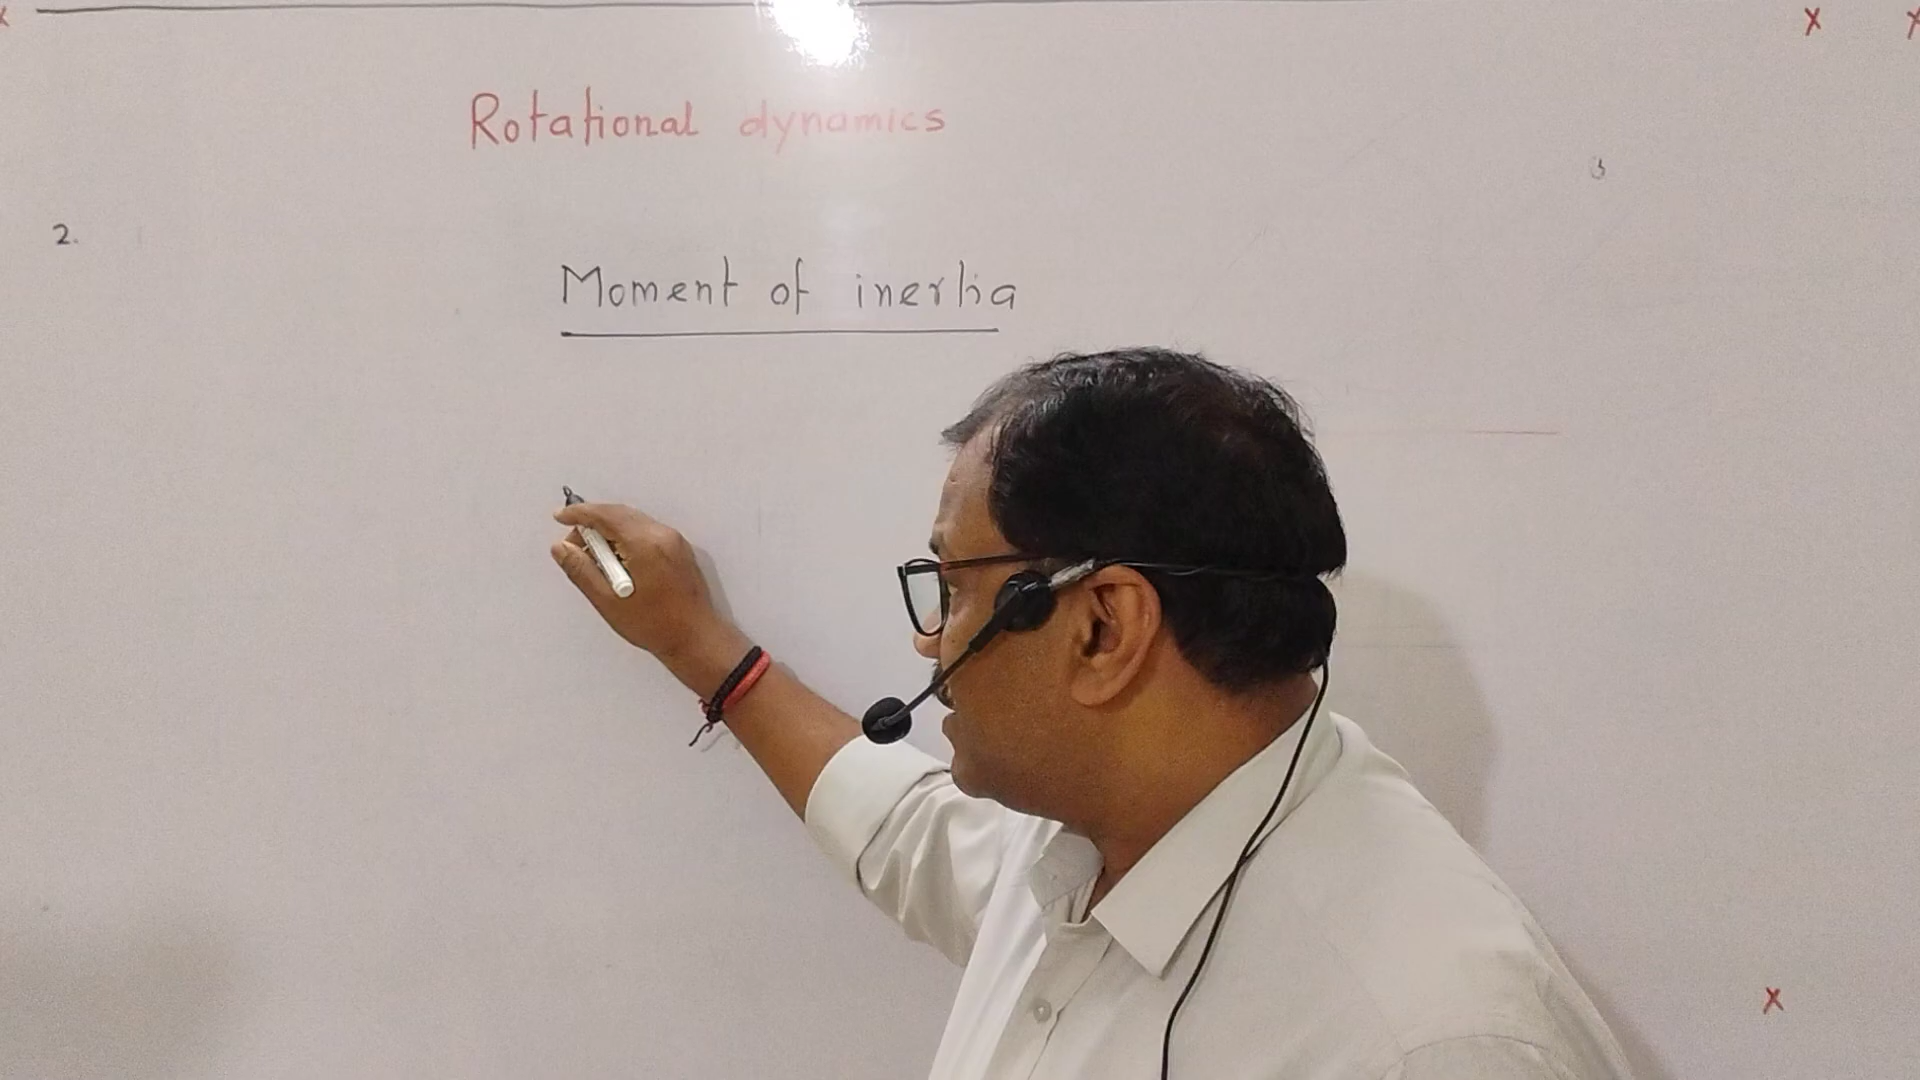 Rotational dynamics
2.
Moment of inertia